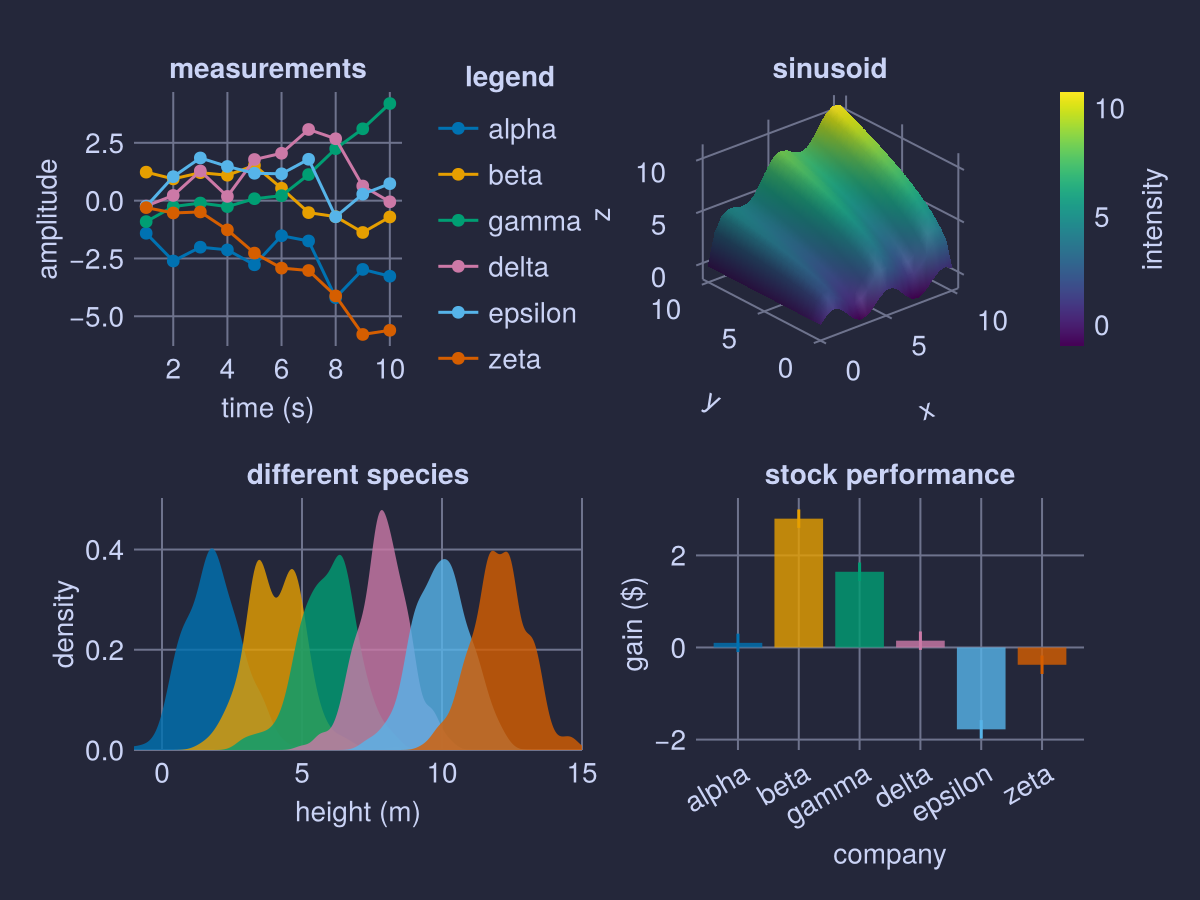 measurements
amplitude
2.5
0.0
−2.5
−5.0
2 4 6 8 10
time (s)
legend
alpha
beta
gamma
delta
epsilon
zeta
sinusoid
z
10
5
0
10
5
0
y
0
5
10
x
10
5
0
intensity
different species
density
0.4
0.2
0.0
0 5 10 15
height (m)
stock performance
gain ($)
2
0
−2
alpha beta gamma delta epsilon zeta
company